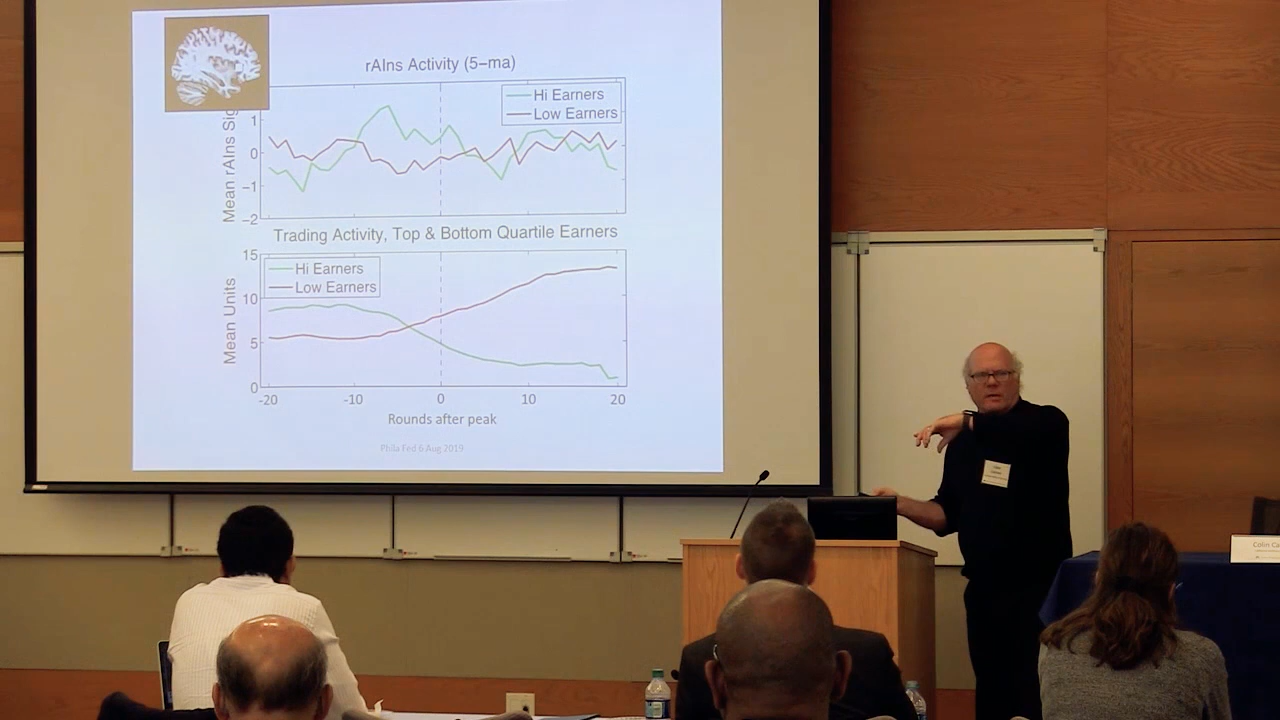 rAIns Activity (5-ma)
Hi Earners
Low Earners
Mean rAIns Sig
1
0
-1
-2
Trading Activity, Top & Bottom Quartile Earners
Hi Earners
Low Earners
Mean Units
15
10
5
0
-20 -10 0 10 20
Rounds after peak
Phila Fed 6 Aug 2019
Colin